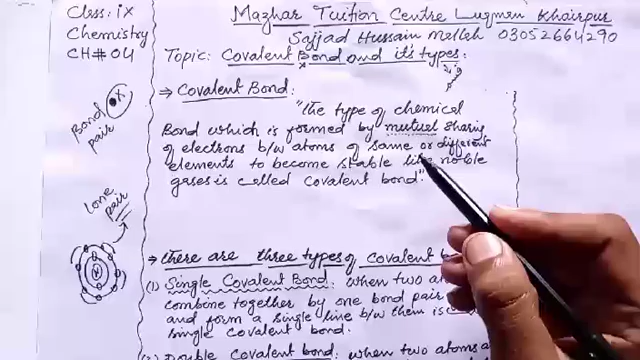 Class: IX
Chemistry
CH# 04
Mazhar Tuition Centre Luqman Khairpur
Sajjad Hussain Mallah 03052664290
Topic: Covalent Bond and it's types:
⇒ Covalent Bond:
Bond pair
"The type of chemical
Bond which is formed by mutual sharing
of electrons b/w atoms of same or different
elements to become stable like noble
gases is called covalent bond"
lone pair
→ There are three types of covalent
(1) Single Covalent Bond: when two
combine together by one bond pair
and form a single line b/w them is
single covalent bond.
Double covalent bond: when two atoms